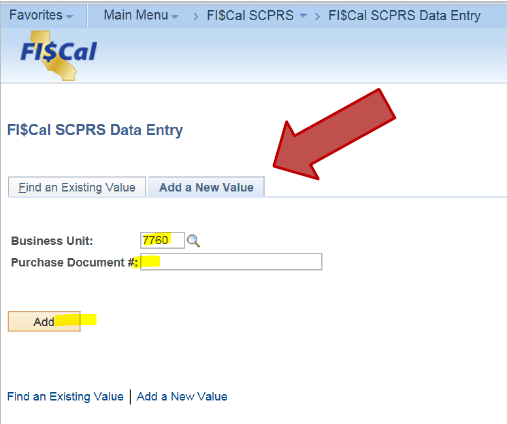 Favorites Main Menu > FI$Cal SCPRS > FI$Cal SCPRS Data Entry
FI$Cal
FI$Cal SCPRS Data Entry
Find an Existing Value Add a New Value
Business Unit: 7760
Purchase Document #:
Add
Find an Existing Value | Add a New Value